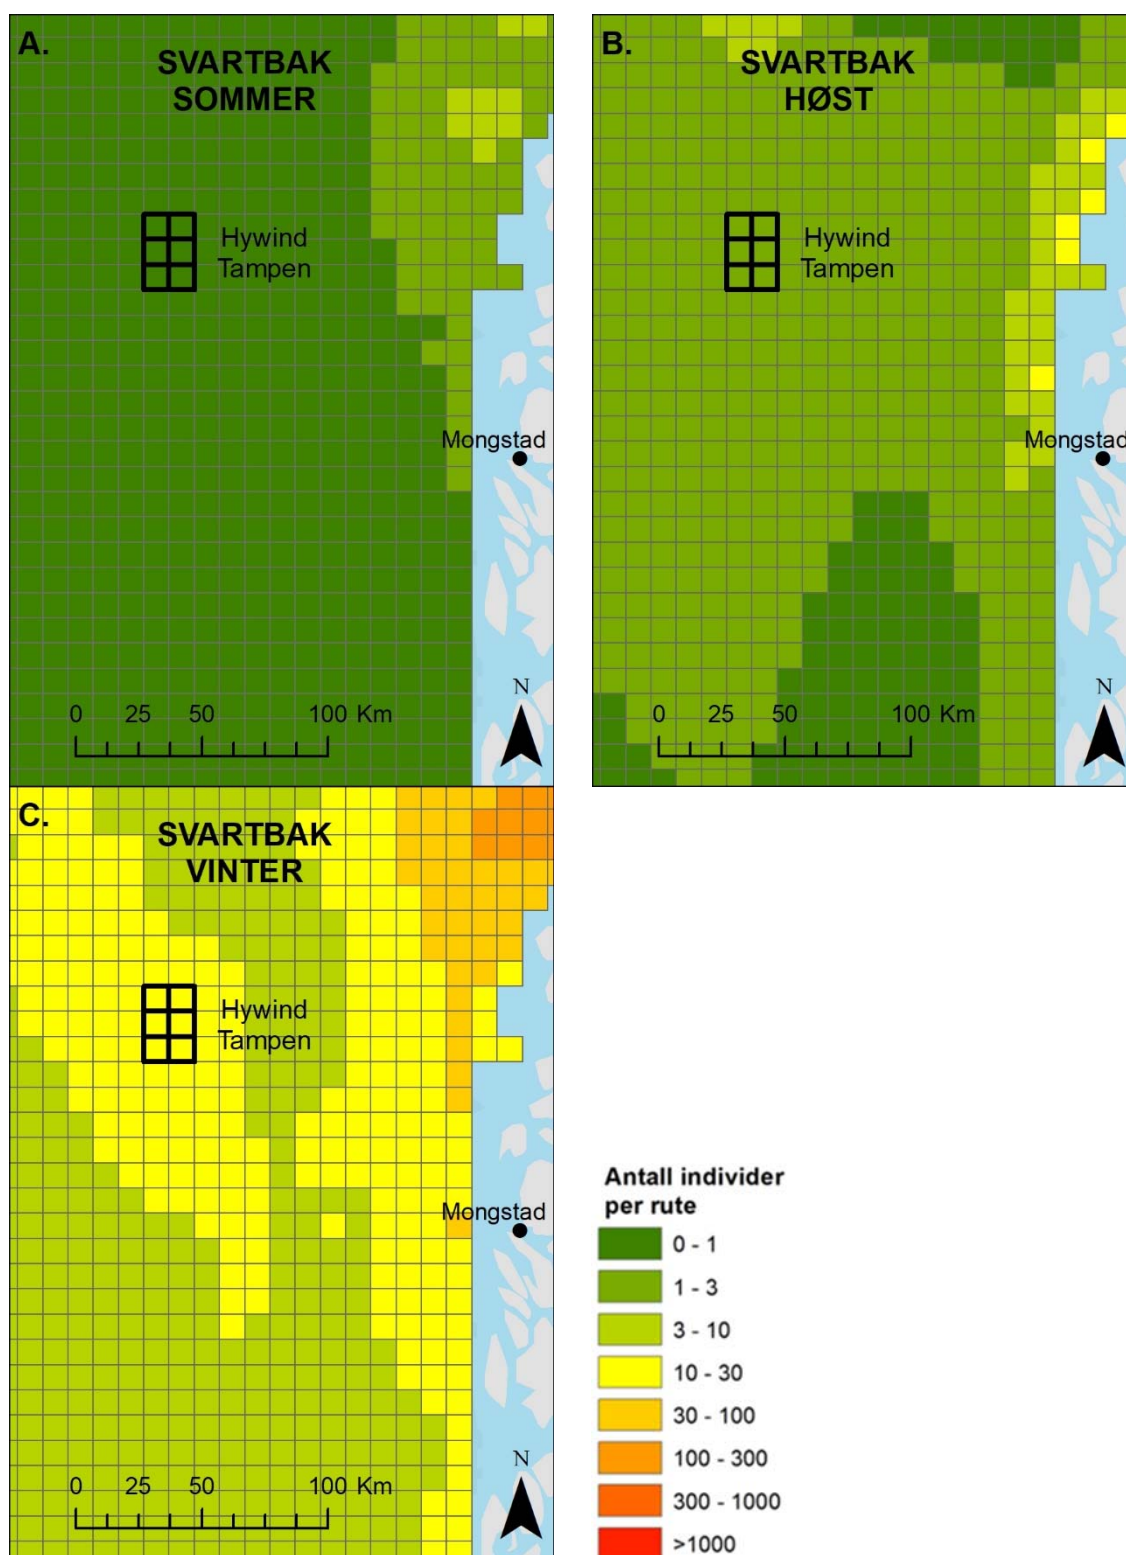 A.
SVARTBAK
SOMMER
Hywind
Tampen
Mongstad
0 25 50 100 Km
N
B.
SVARTBAK
HØST
Hywind
Tampen
Mongstad
0 25 50 100 Km
N
C.
SVARTBAK
VINTER
Hywind
Tampen
Mongstad
0 25 50 100 Km
N
Antall individer
per rute
0 - 1
1 - 3
3 - 10
10 - 30
30 - 100
100 - 300
300 - 1000
>1000